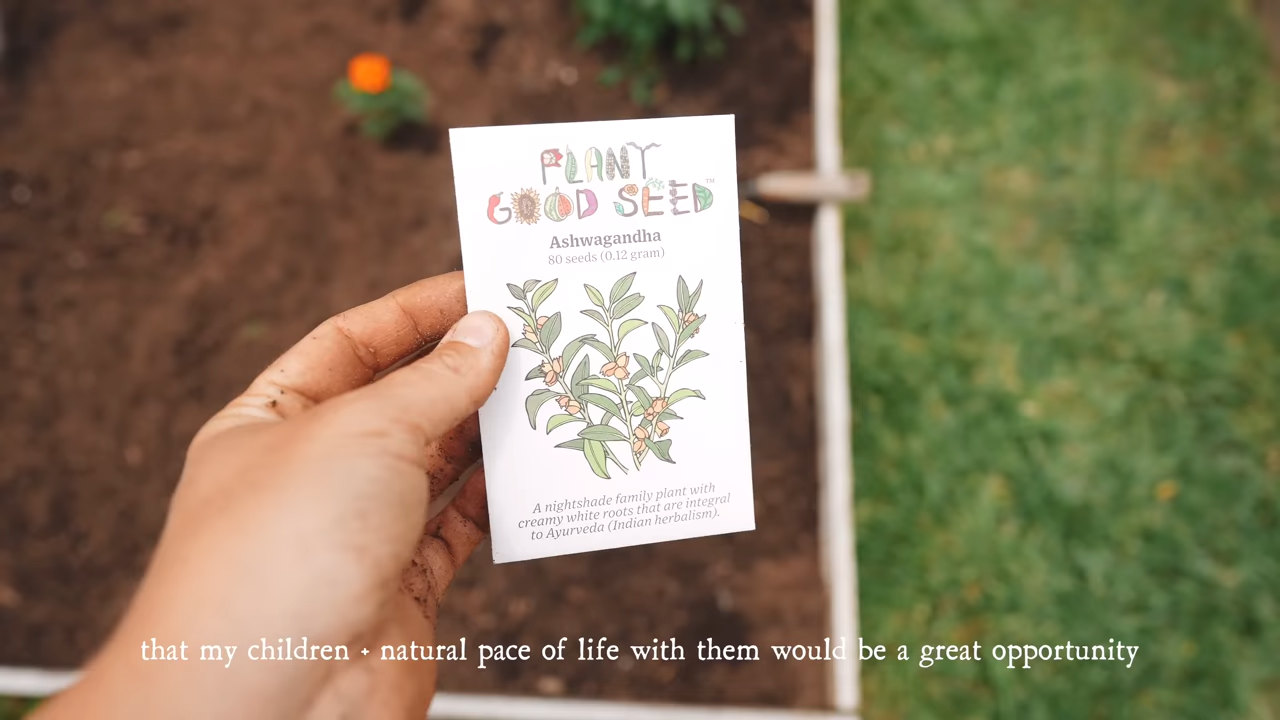 PLANT
GOOD SEED™
Ashwagandha
80 seeds (0.12 gram)
A nightshade family plant with
creamy white roots that are integral
to Ayurveda (Indian herbalism).
that my children + natural pace of life with them would be a great opportunity